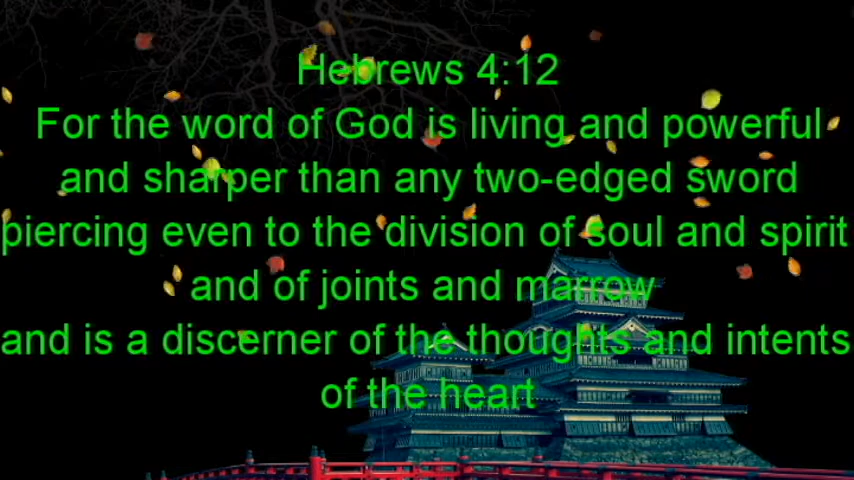 Hebrews 4:12
For the word of God is living and powerful
and sharper than any two-edged sword
piercing even to the division of soul and spirit
and of joints and marrow
and is a discerner of the thoughts and intents
of the heart